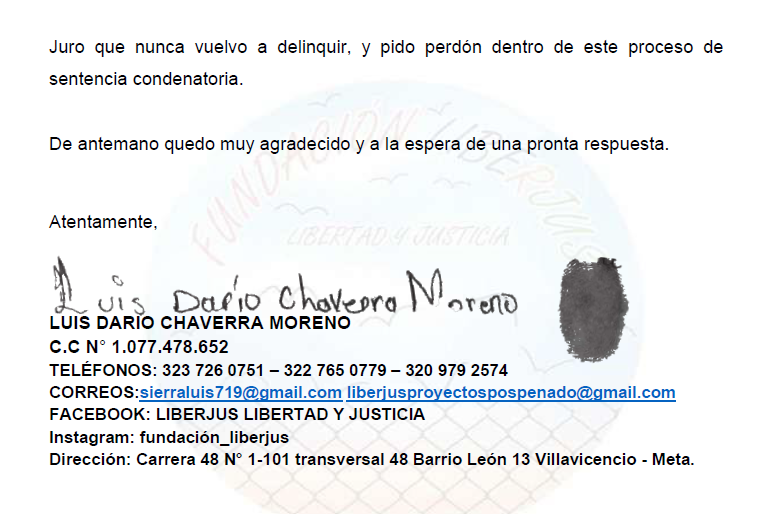 Juro que nunca vuelvo a delinquir, y pido perdón dentro de este proceso de
sentencia condenatoria.
De antemano quedo muy agradecido y a la espera de una pronta respuesta.
FUNDACIÓN LIBERJUS
LIBERTAD Y JUSTICIA
Atentamente,
Luis Darío Chaverra Moreno
LUIS DARIO CHAVERRA MORENO
C.C N° 1.077.478.652
TELÉFONOS: 323 726 0751 – 322 765 0779 – 320 979 2574
CORREOS:sierraluis719@gmail.com liberjusproyectospospenado@gmail.com
FACEBOOK: LIBERJUS LIBERTAD Y JUSTICIA
Instagram: fundación_liberjus
Dirección: Carrera 48 N° 1-101 transversal 48 Barrio León 13 Villavicencio - Meta.